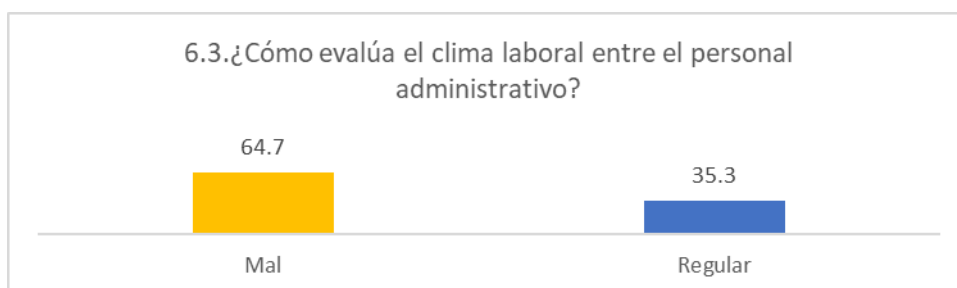 6.3.¿Cómo evalúa el clima laboral entre el personal
administrativo?
64.7
35.3
Mal
Regular